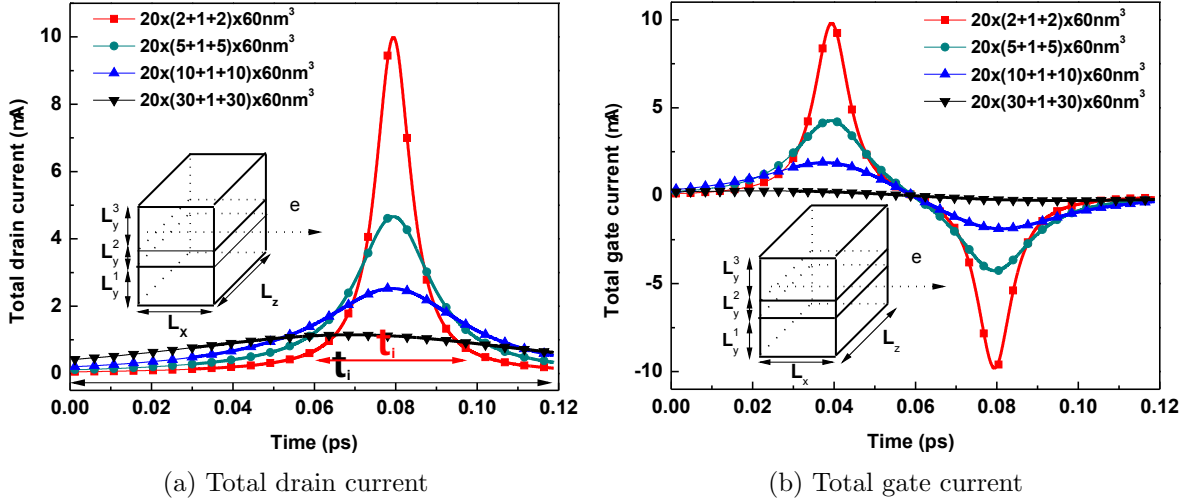 20x(2+1+2)x60nm³
20x(5+1+5)x60nm³
20x(10+1+10)x60nm³
20x(30+1+30)x60nm³
Total drain current (mA)
10
8
6
4
2
0
L_y^3
L_y^2
L_y^1
L_x
L_z
e
t_i
t_i
0.00 0.02 0.04 0.06 0.08 0.10 0.12
Time (ps)
(a) Total drain current
20x(2+1+2)x60nm³
20x(5+1+5)x60nm³
20x(10+1+10)x60nm³
20x(30+1+30)x60nm³
Total gate current (mA)
10
5
0
-5
-10
L_y^3
L_y^2
L_y^1
L_x
L_z
e
0.00 0.02 0.04 0.06 0.08 0.10 0.12
Time (ps)
(b) Total gate current